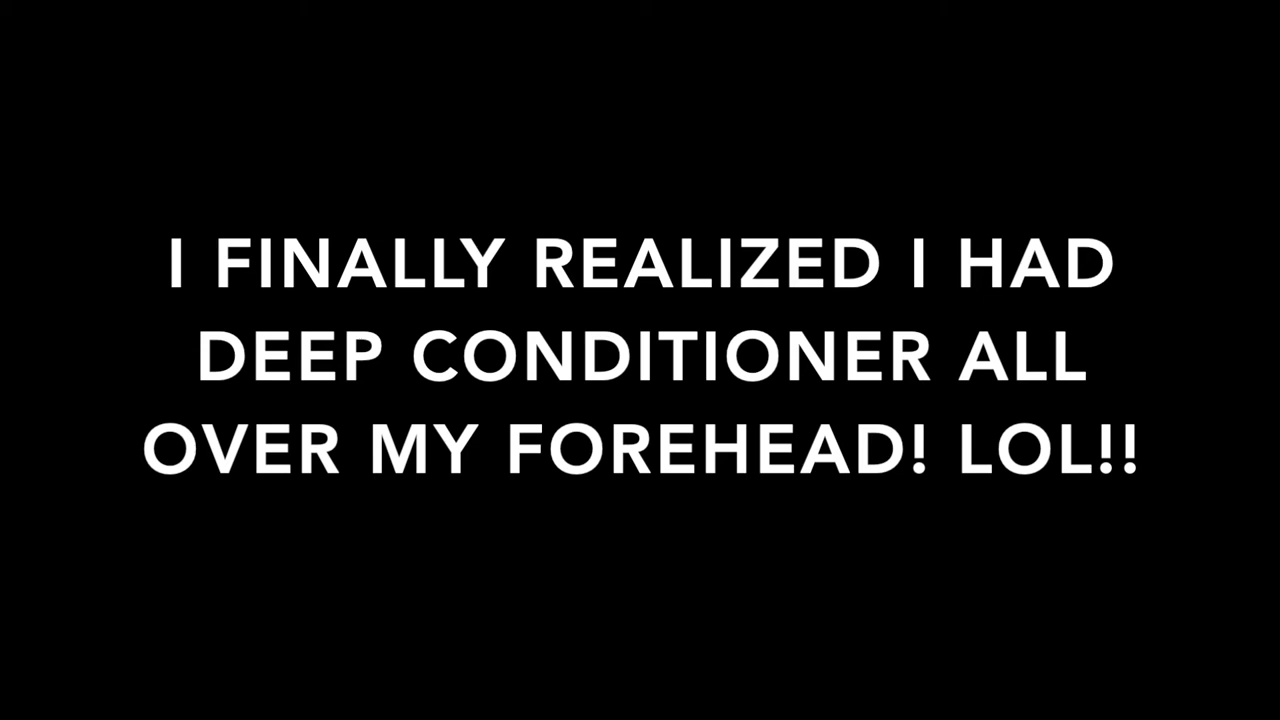 I FINALLY REALIZED I HAD
DEEP CONDITIONER ALL
OVER MY FOREHEAD! LOL!!